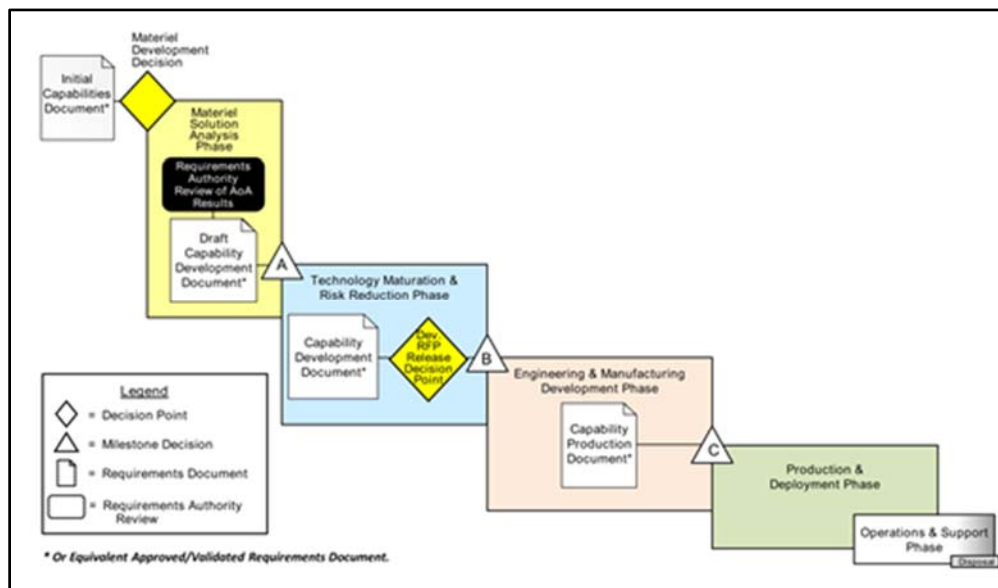 Materiel
Development
Decision
Initial
Capabilities
Document*
Materiel
Solution
Analysis
Phase
Requirements
Authority
Review of AoA
Results
Draft
Capability
Development
Document*
A
Technology Maturation &
Risk Reduction Phase
Capability
Development
Document*
Dev.
RFP
Release
Decision
Point
B
Engineering & Manufacturing
Development Phase
Capability
Production
Document*
C
Production &
Deployment Phase
Operations & Support
Phase
Disposal
Legend
= Decision Point
= Milestone Decision
= Requirements Document
= Requirements Authority
Review
* Or Equivalent Approved/Validated Requirements Document.